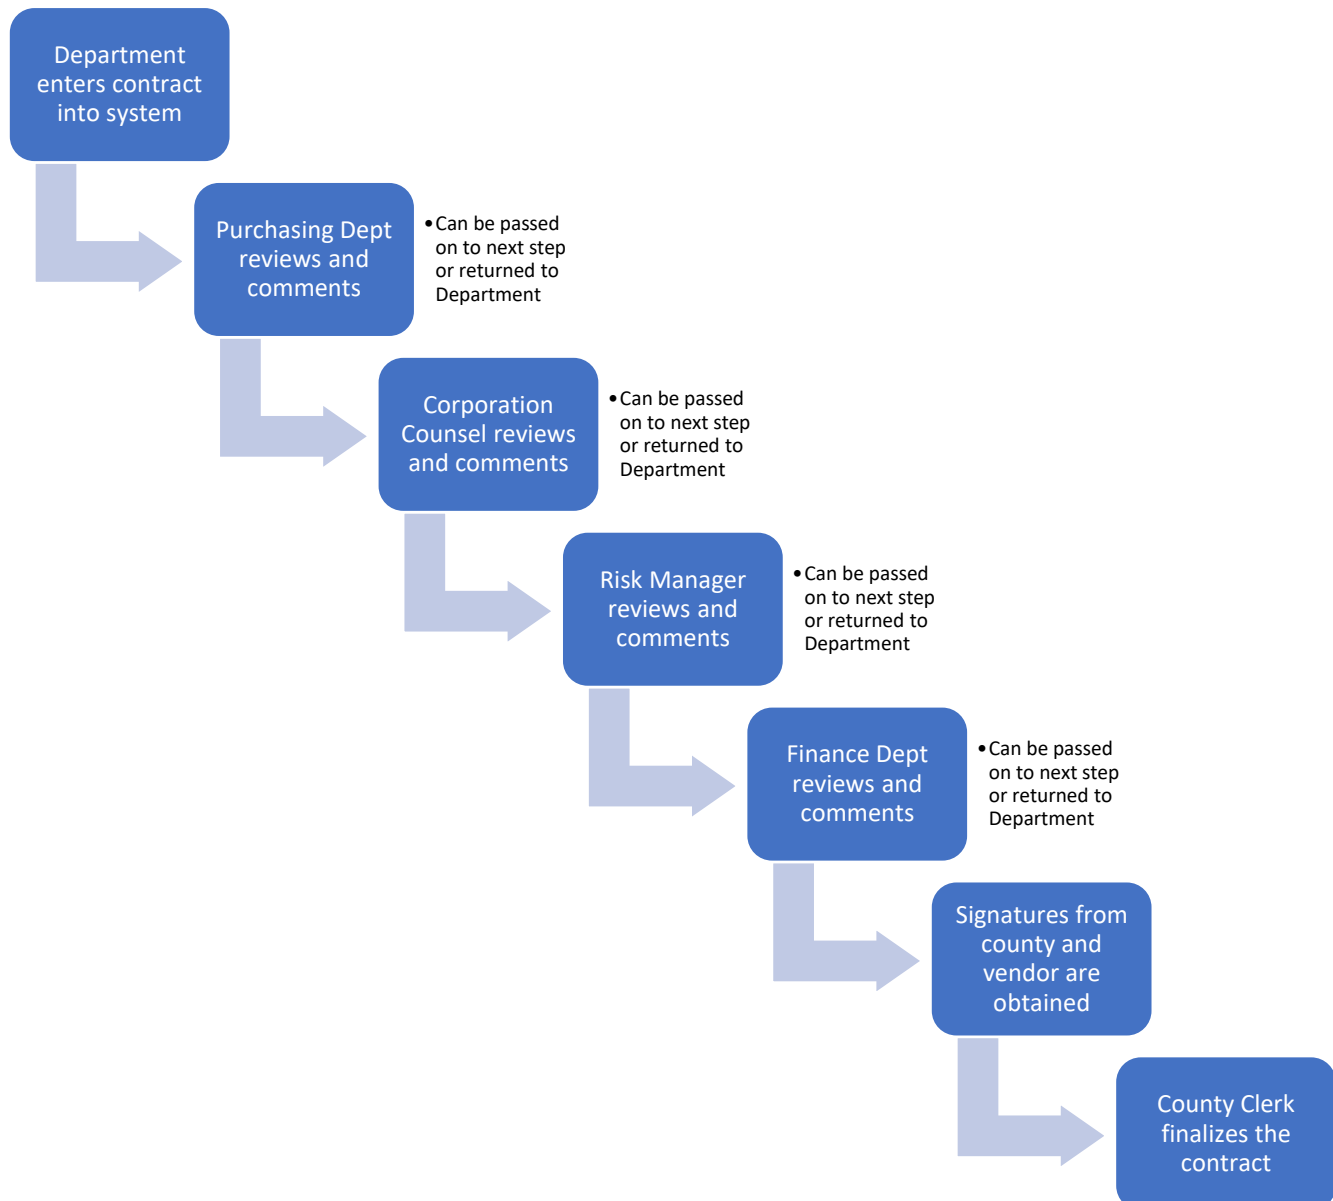 Department
enters contract
into system
Purchasing Dept
reviews and
comments
•Can be passed
on to next step
or returned to
Department
Corporation
Counsel reviews
and comments
•Can be passed
on to next step
or returned to
Department
Risk Manager
reviews and
comments
•Can be passed
on to next step
or returned to
Department
Finance Dept
reviews and
comments
•Can be passed
on to next step
or returned to
Department
Signatures from
county and
vendor are
obtained
County Clerk
finalizes the
contract